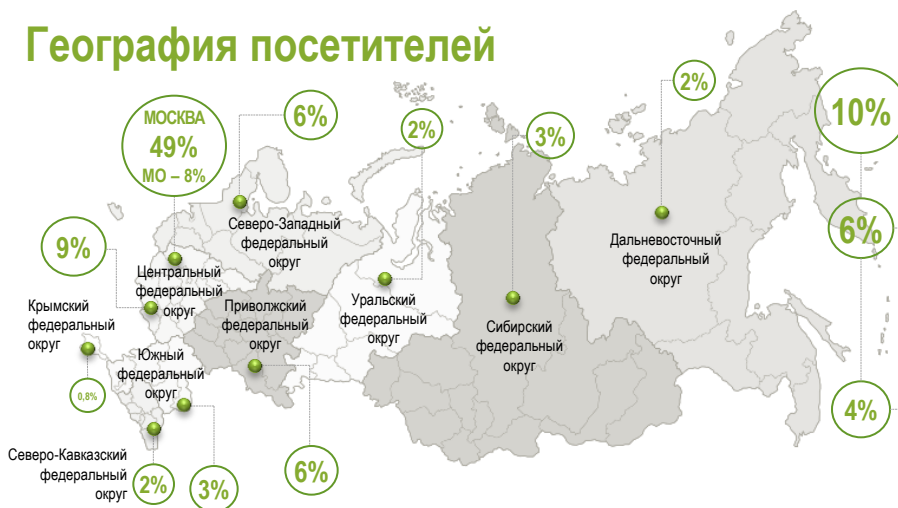 География посетителей
МОСКВА
49%
МО – 8%
6%
2%
3%
2%
10%
9%
6%
4%
Северо-Западный
федеральный
округ
Центральный
федеральный
округ
Крымский
федеральный
округ
0,8%
Приволжский
федеральный
округ
Уральский
федеральный
округ
Сибирский
федеральный
округ
Дальневосточный
федеральный
округ
Южный
федеральный
округ
Северо-Кавказский
федеральный
округ
2%
3%
6%